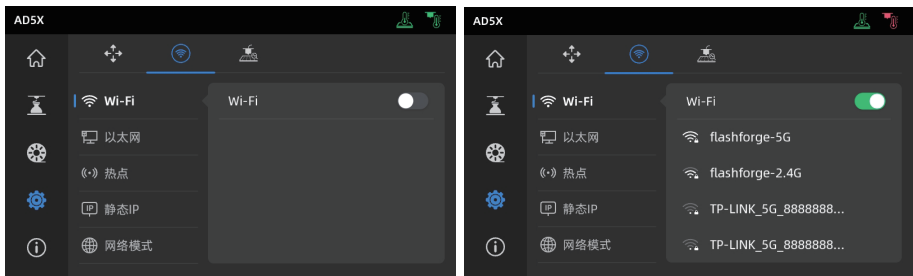 AD5X
Wi-Fi
Wi-Fi
以太网
热点
IP 静态IP
网络模式
AD5X
Wi-Fi
Wi-Fi
以太网
flashforge-5G
热点
flashforge-2.4G
IP 静态IP
TP-LINK_5G_8888888...
网络模式
TP-LINK_5G_8888888...